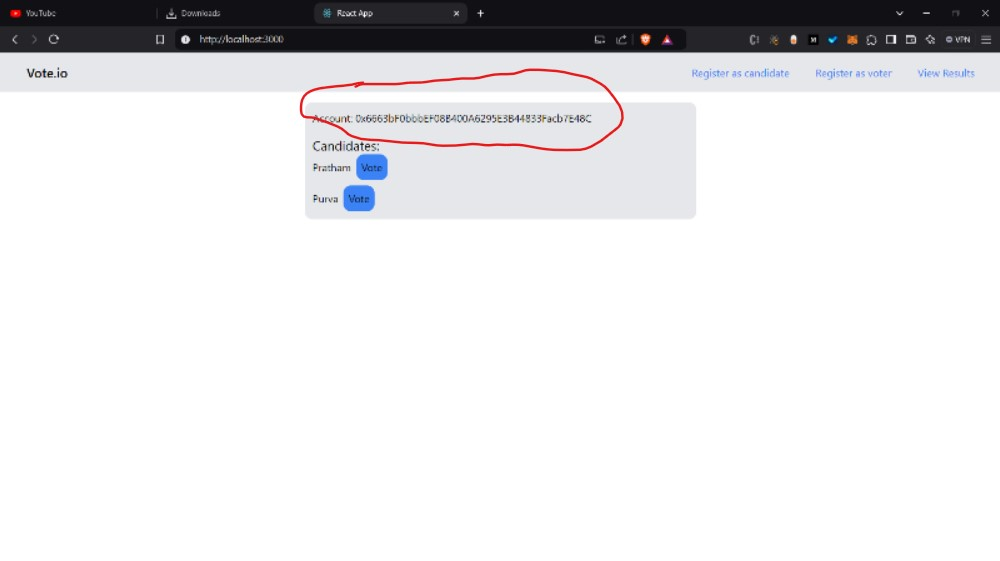 YouTube
Downloads
React App
http://localhost:3000
VPN
Vote.io
Register as candidate
Register as voter
View Results
Account: 0x6663bF0bbbEF08B400A6295E3B44833Facb7E48C
Candidates:
Pratham Vote
Purva Vote